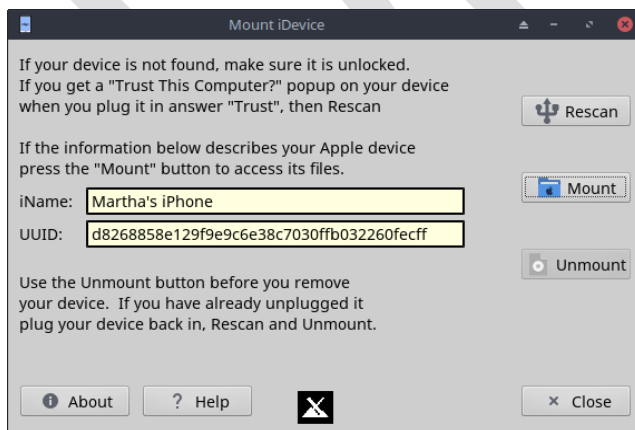 Mount iDevice
If your device is not found, make sure it is unlocked.
If you get a "Trust This Computer?" popup on your device
when you plug it in answer "Trust", then Rescan
Rescan
If the information below describes your Apple device
press the "Mount" button to access its files.
Mount
iName: Martha's iPhone
UUID: d8268858e129f9e9c6e38c7030ffb032260fecff
Unmount
Use the Unmount button before you remove
your device. If you have already unplugged it
plug your device back in, Rescan and Unmount.
About
? Help
Close